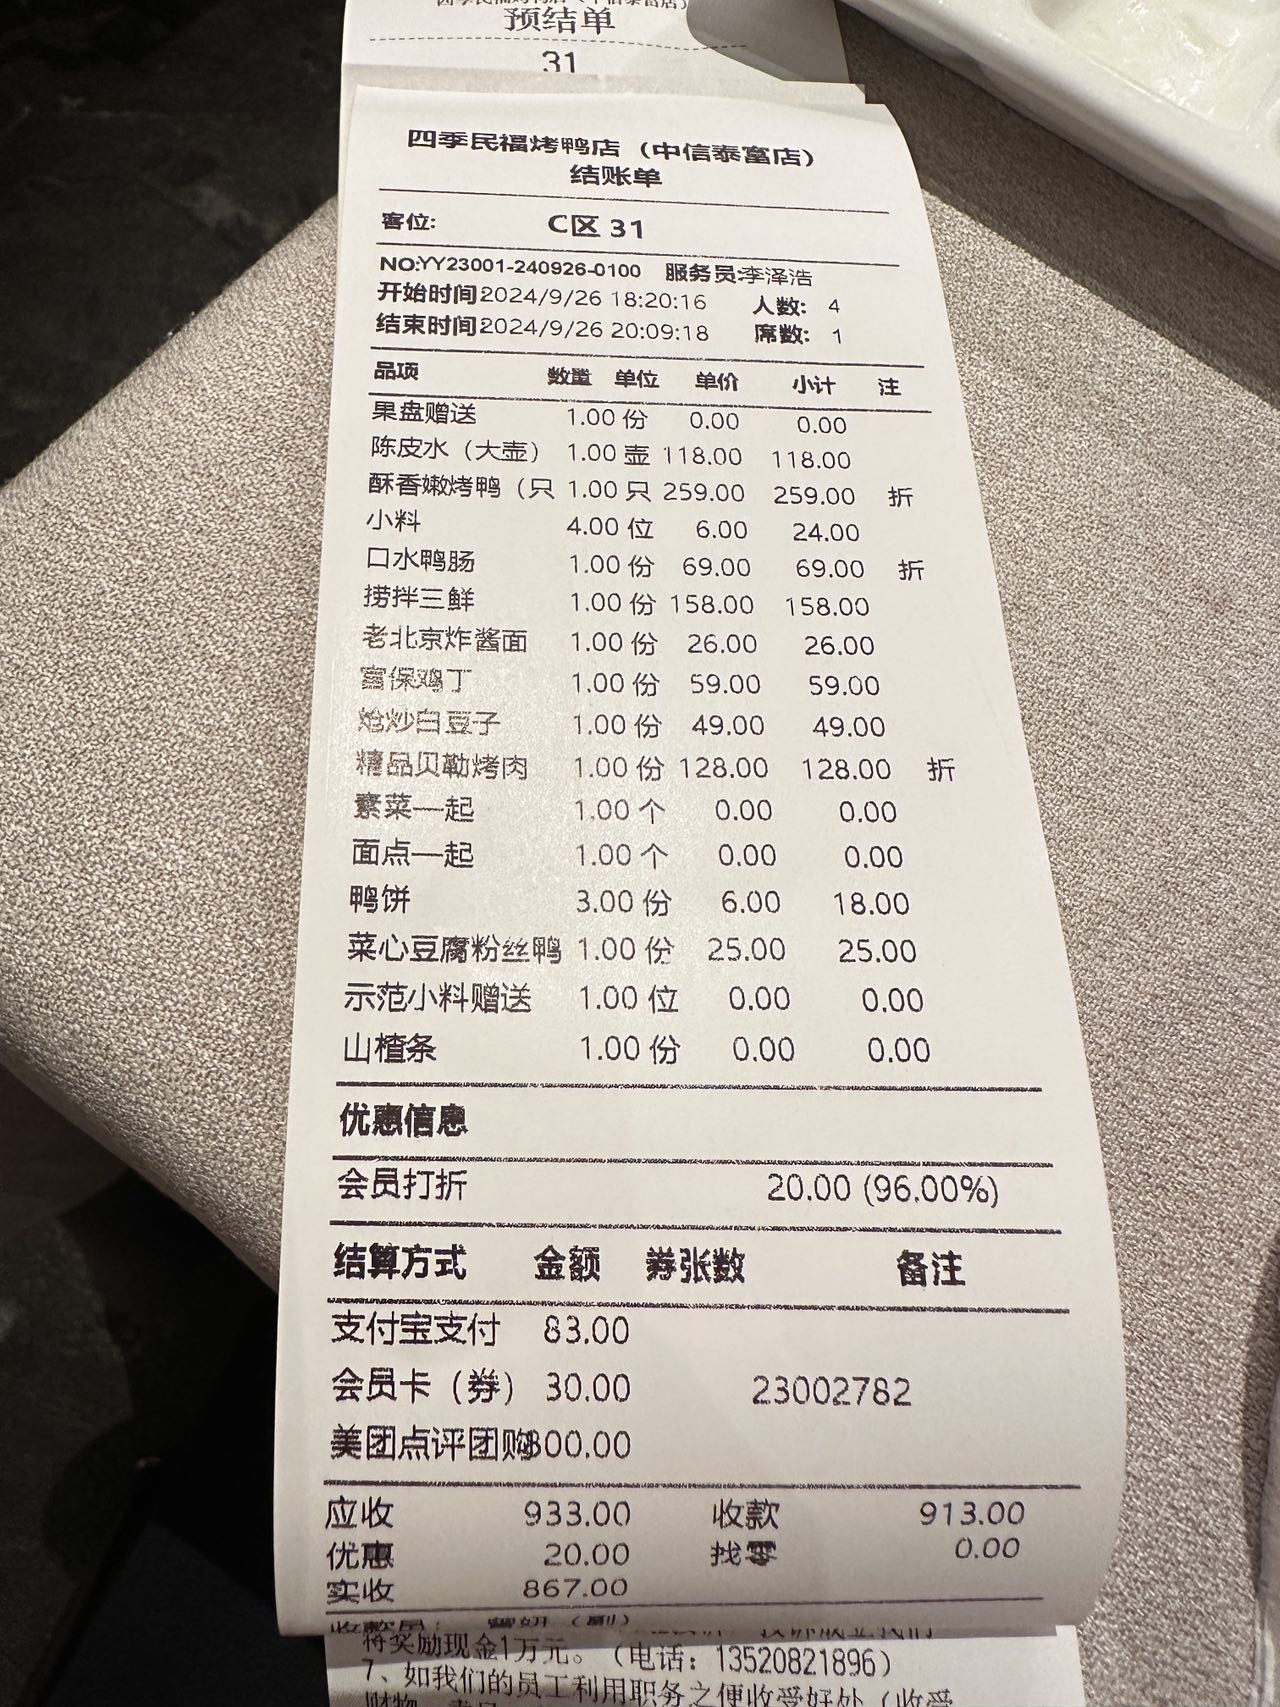 预结单
31
四季民福烤鸭店（中信泰富店）
结账单
客位: C区 31
NO:YY23001-240926-0100 服务员:李泽浩
开始时间2024/9/26 18:20:16 人数: 4
结束时间2024/9/26 20:09:18 席数: 1
品项 数量 单位 单价 小计 注
果盘赠送 1.00 份 0.00 0.00
陈皮水（大壶） 1.00 壶 118.00 118.00
酥香嫩烤鸭（只 1.00 只 259.00 259.00 折
小料 4.00 位 6.00 24.00
口水鸭肠 1.00 份 69.00 69.00 折
捞拌三鲜 1.00 份 158.00 158.00
老北京炸酱面 1.00 份 26.00 26.00
宫保鸡丁 1.00 份 59.00 59.00
炝炒白豆子 1.00 份 49.00 49.00
精品贝勒烤肉 1.00 份 128.00 128.00 折
素菜一起 1.00 个 0.00 0.00
面点一起 1.00 个 0.00 0.00
鸭饼 3.00 份 6.00 18.00
菜心豆腐粉丝鸭 1.00 份 25.00 25.00
示范小料赠送 1.00 位 0.00 0.00
山楂条 1.00 份 0.00 0.00
优惠信息
会员打折 20.00 (96.00%)
结算方式 金额 券张数 备注
支付宝支付 83.00
会员卡（券） 30.00 23002782
美团点评团购800.00
应收 933.00 收款 913.00
优惠 20.00 找零 0.00
实收 867.00
将奖励现金1万元。（电话：13520821896）
7、如我们的员工利用职务之便收受好处（收受